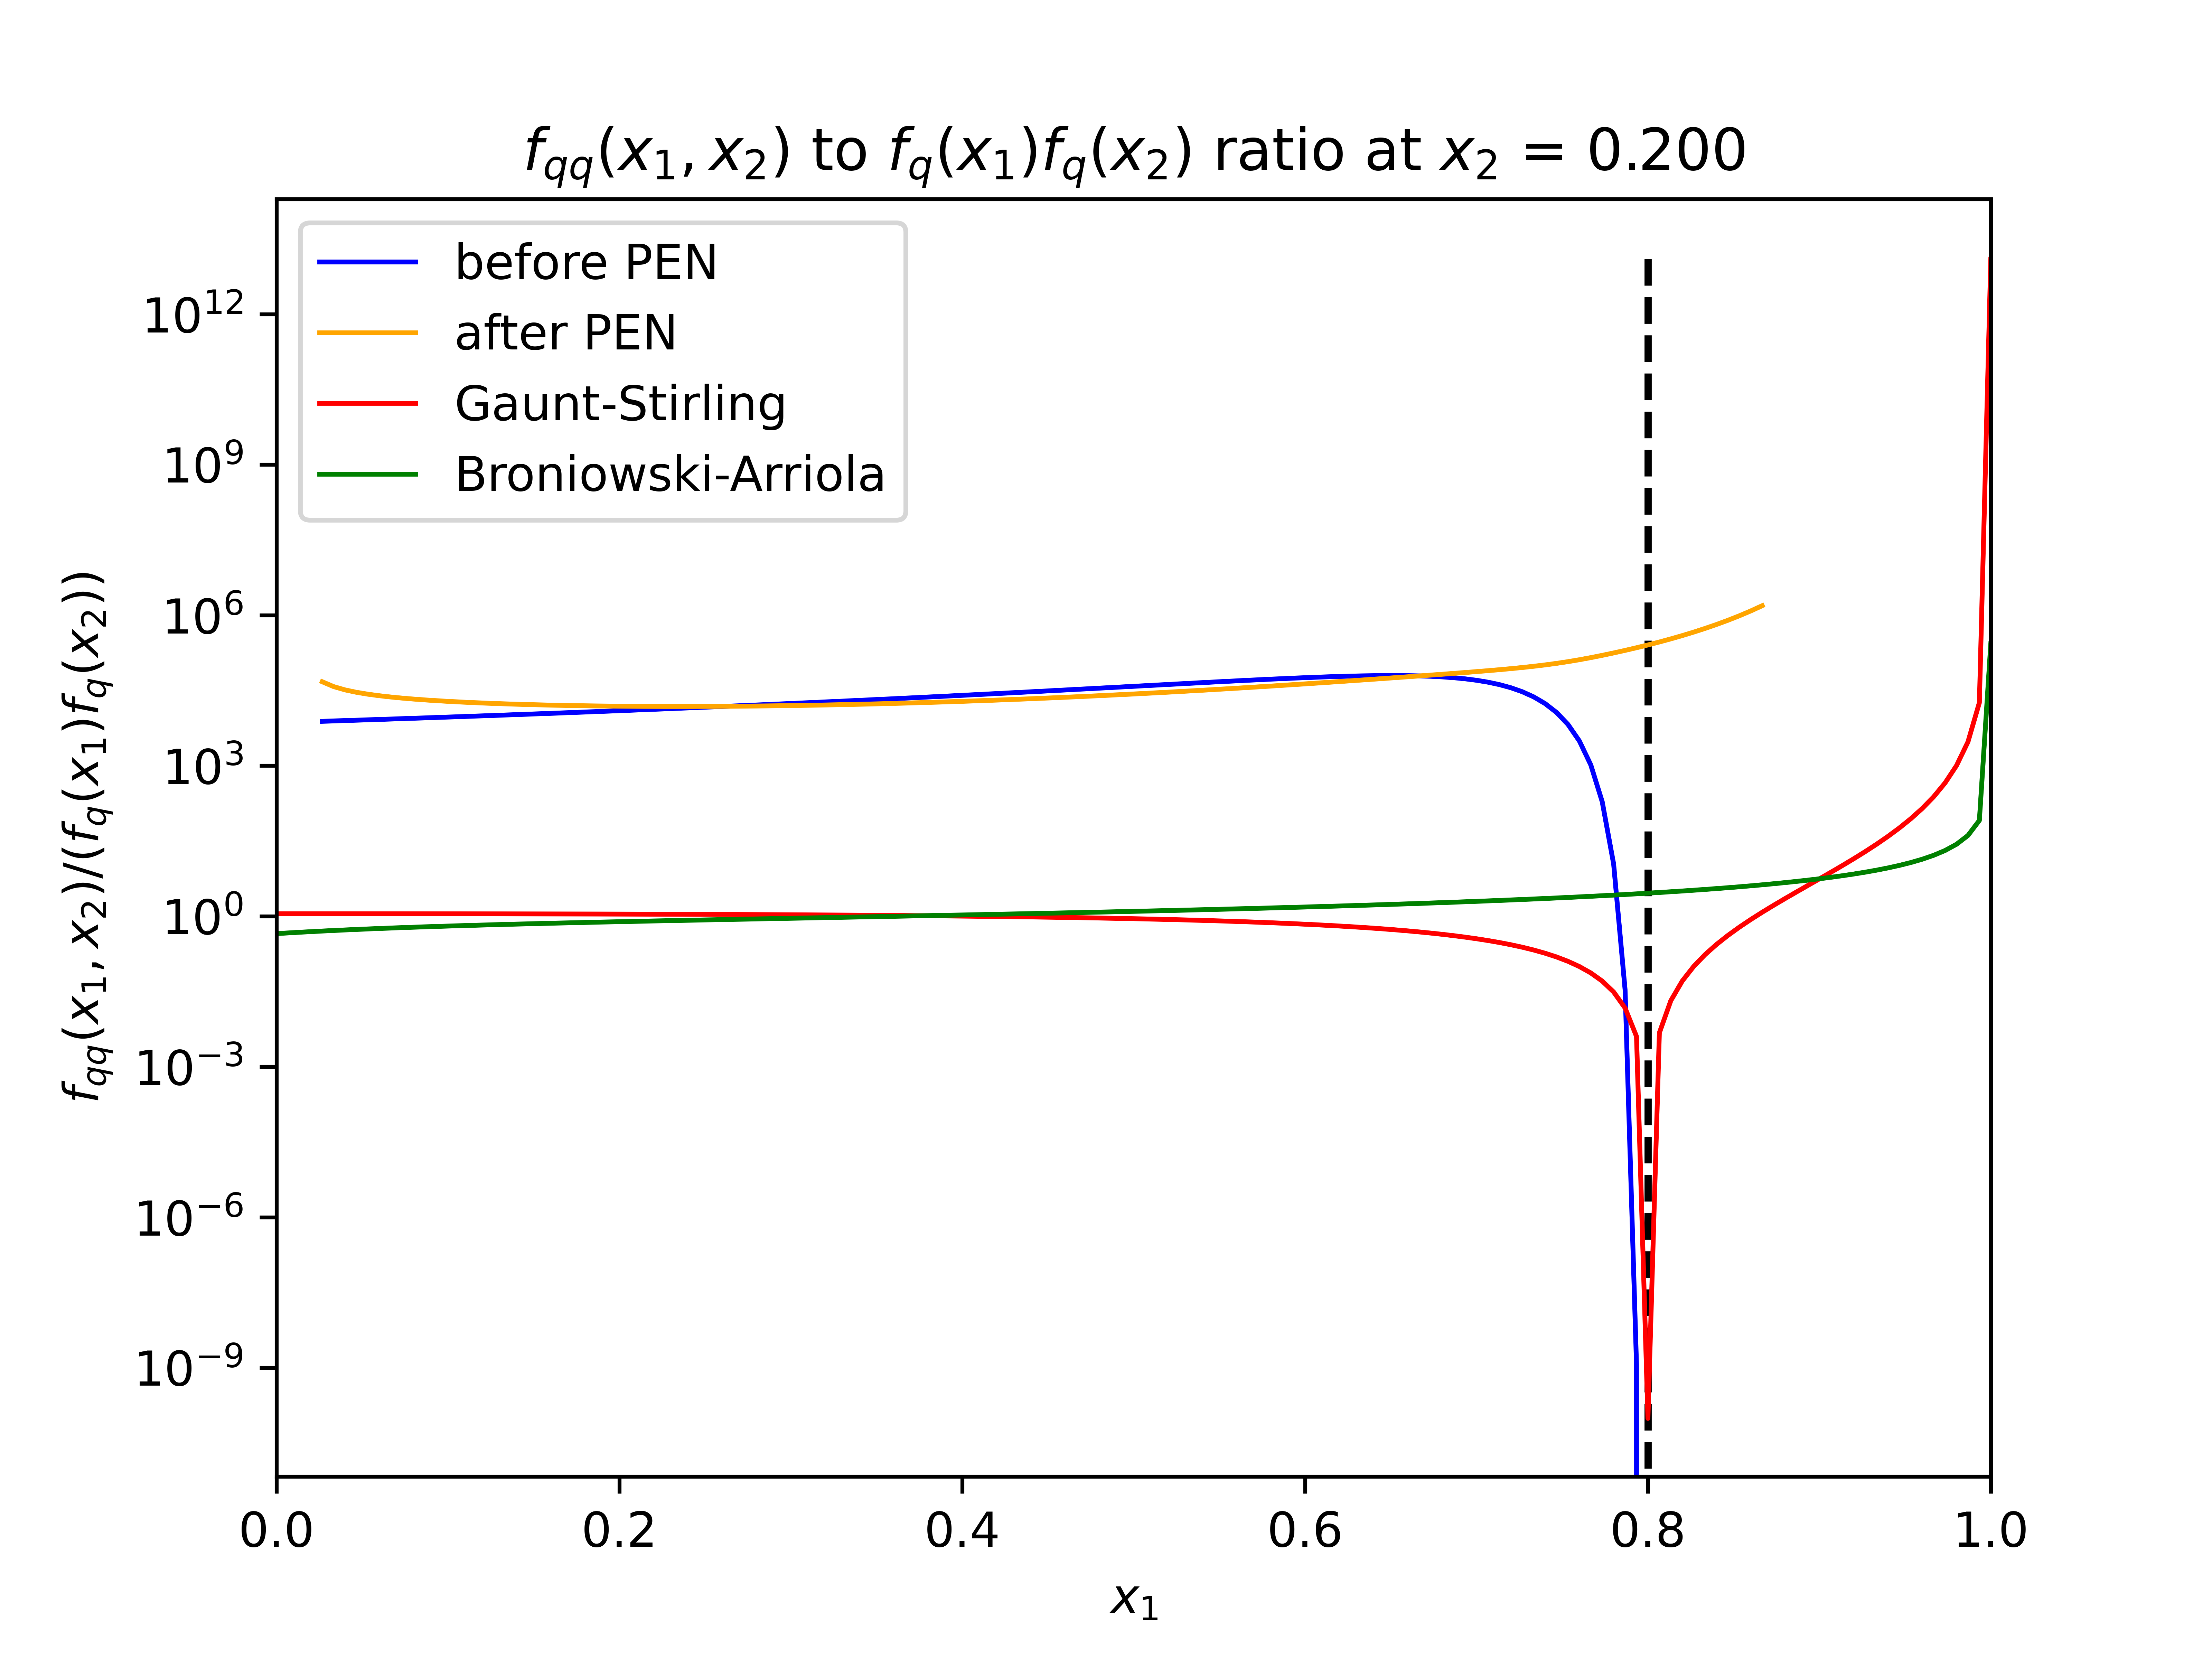 f_qq(x₁, x₂) to f_q(x₁)f_q(x₂) ratio at x₂ = 0.200
before PEN
after PEN
Gaunt-Stirling
Broniowski-Arriola
f_qq(x₁, x₂)/(f_q(x₁)f_q(x₂))
10¹²
10⁹
10⁶
10³
10⁰
10⁻³
10⁻⁶
10⁻⁹
0.0 0.2 0.4 0.6 0.8 1.0
x₁